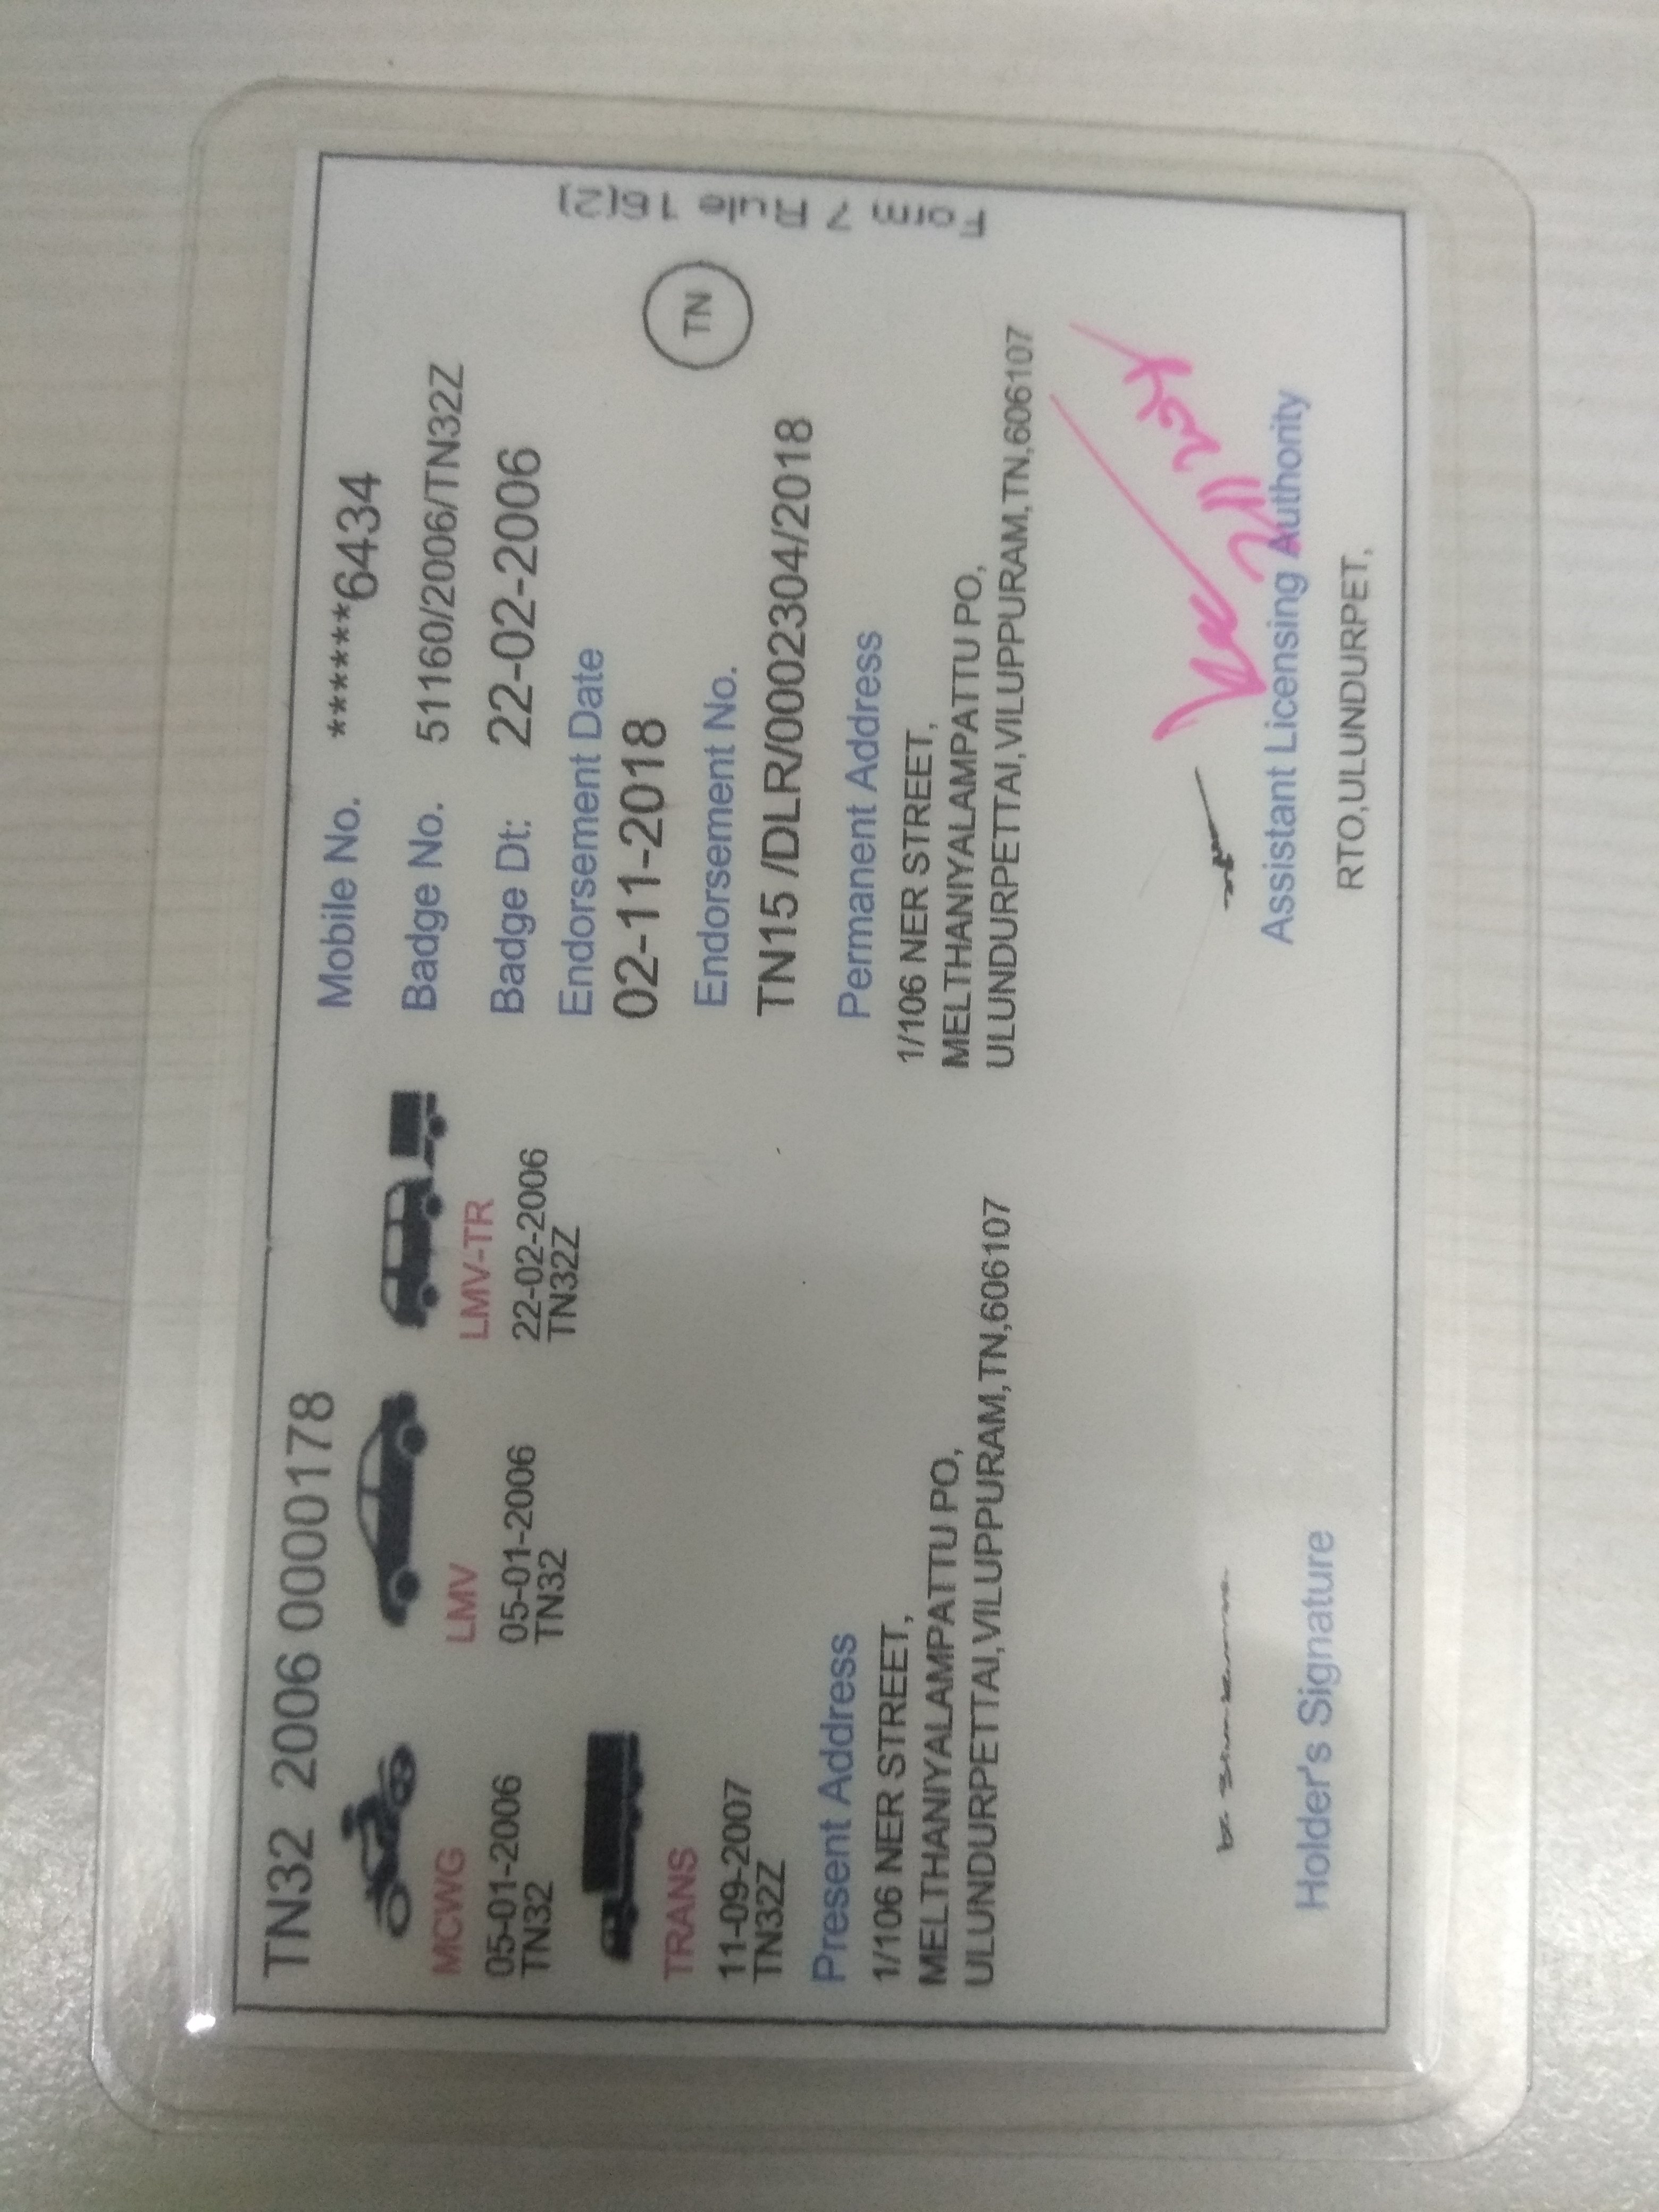 TN32 2006 0000178
MCWG
05-01-2006
TN32
LMV
05-01-2006
TN32
LMV-TR
22-02-2006
TN32Z
TRANS
11-09-2007
TN32Z
Mobile No. ******6434
Badge No. 51160/2006/TN32Z
Badge Dt: 22-02-2006
Endorsement Date
02-11-2018
Endorsement No.
TN15 /DLR/0002304/2018
TN
Form 7 Rule 16(2)
Present Address
1/106 NER STREET,
MELTHANIYALAMPATTU PO,
ULUNDURPETTAI,VILUPPURAM,TN,606107
Permanent Address
1/106 NER STREET,
MELTHANIYALAMPATTU PO,
ULUNDURPETTAI,VILUPPURAM,TN,606107
Holder's Signature
Assistant Licensing Authority
RTO,ULUNDURPET,